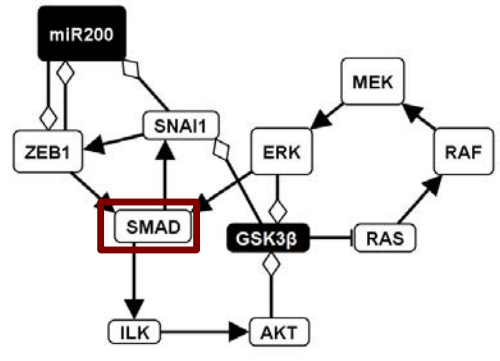 miR200
MEK
SNAI1
ZEB1
ERK
RAF
SMAD
GSK3β
RAS
ILK
AKT